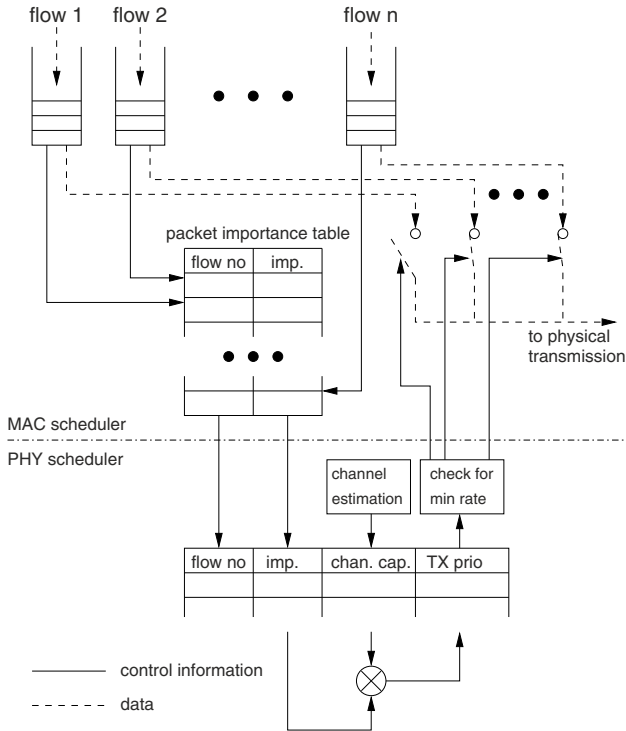 flow 1
flow 2
flow n
packet importance table
flow no
imp.
to physical
transmission
MAC scheduler
PHY scheduler
channel
estimation
check for
min rate
flow no
imp.
chan. cap.
TX prio
control information
data